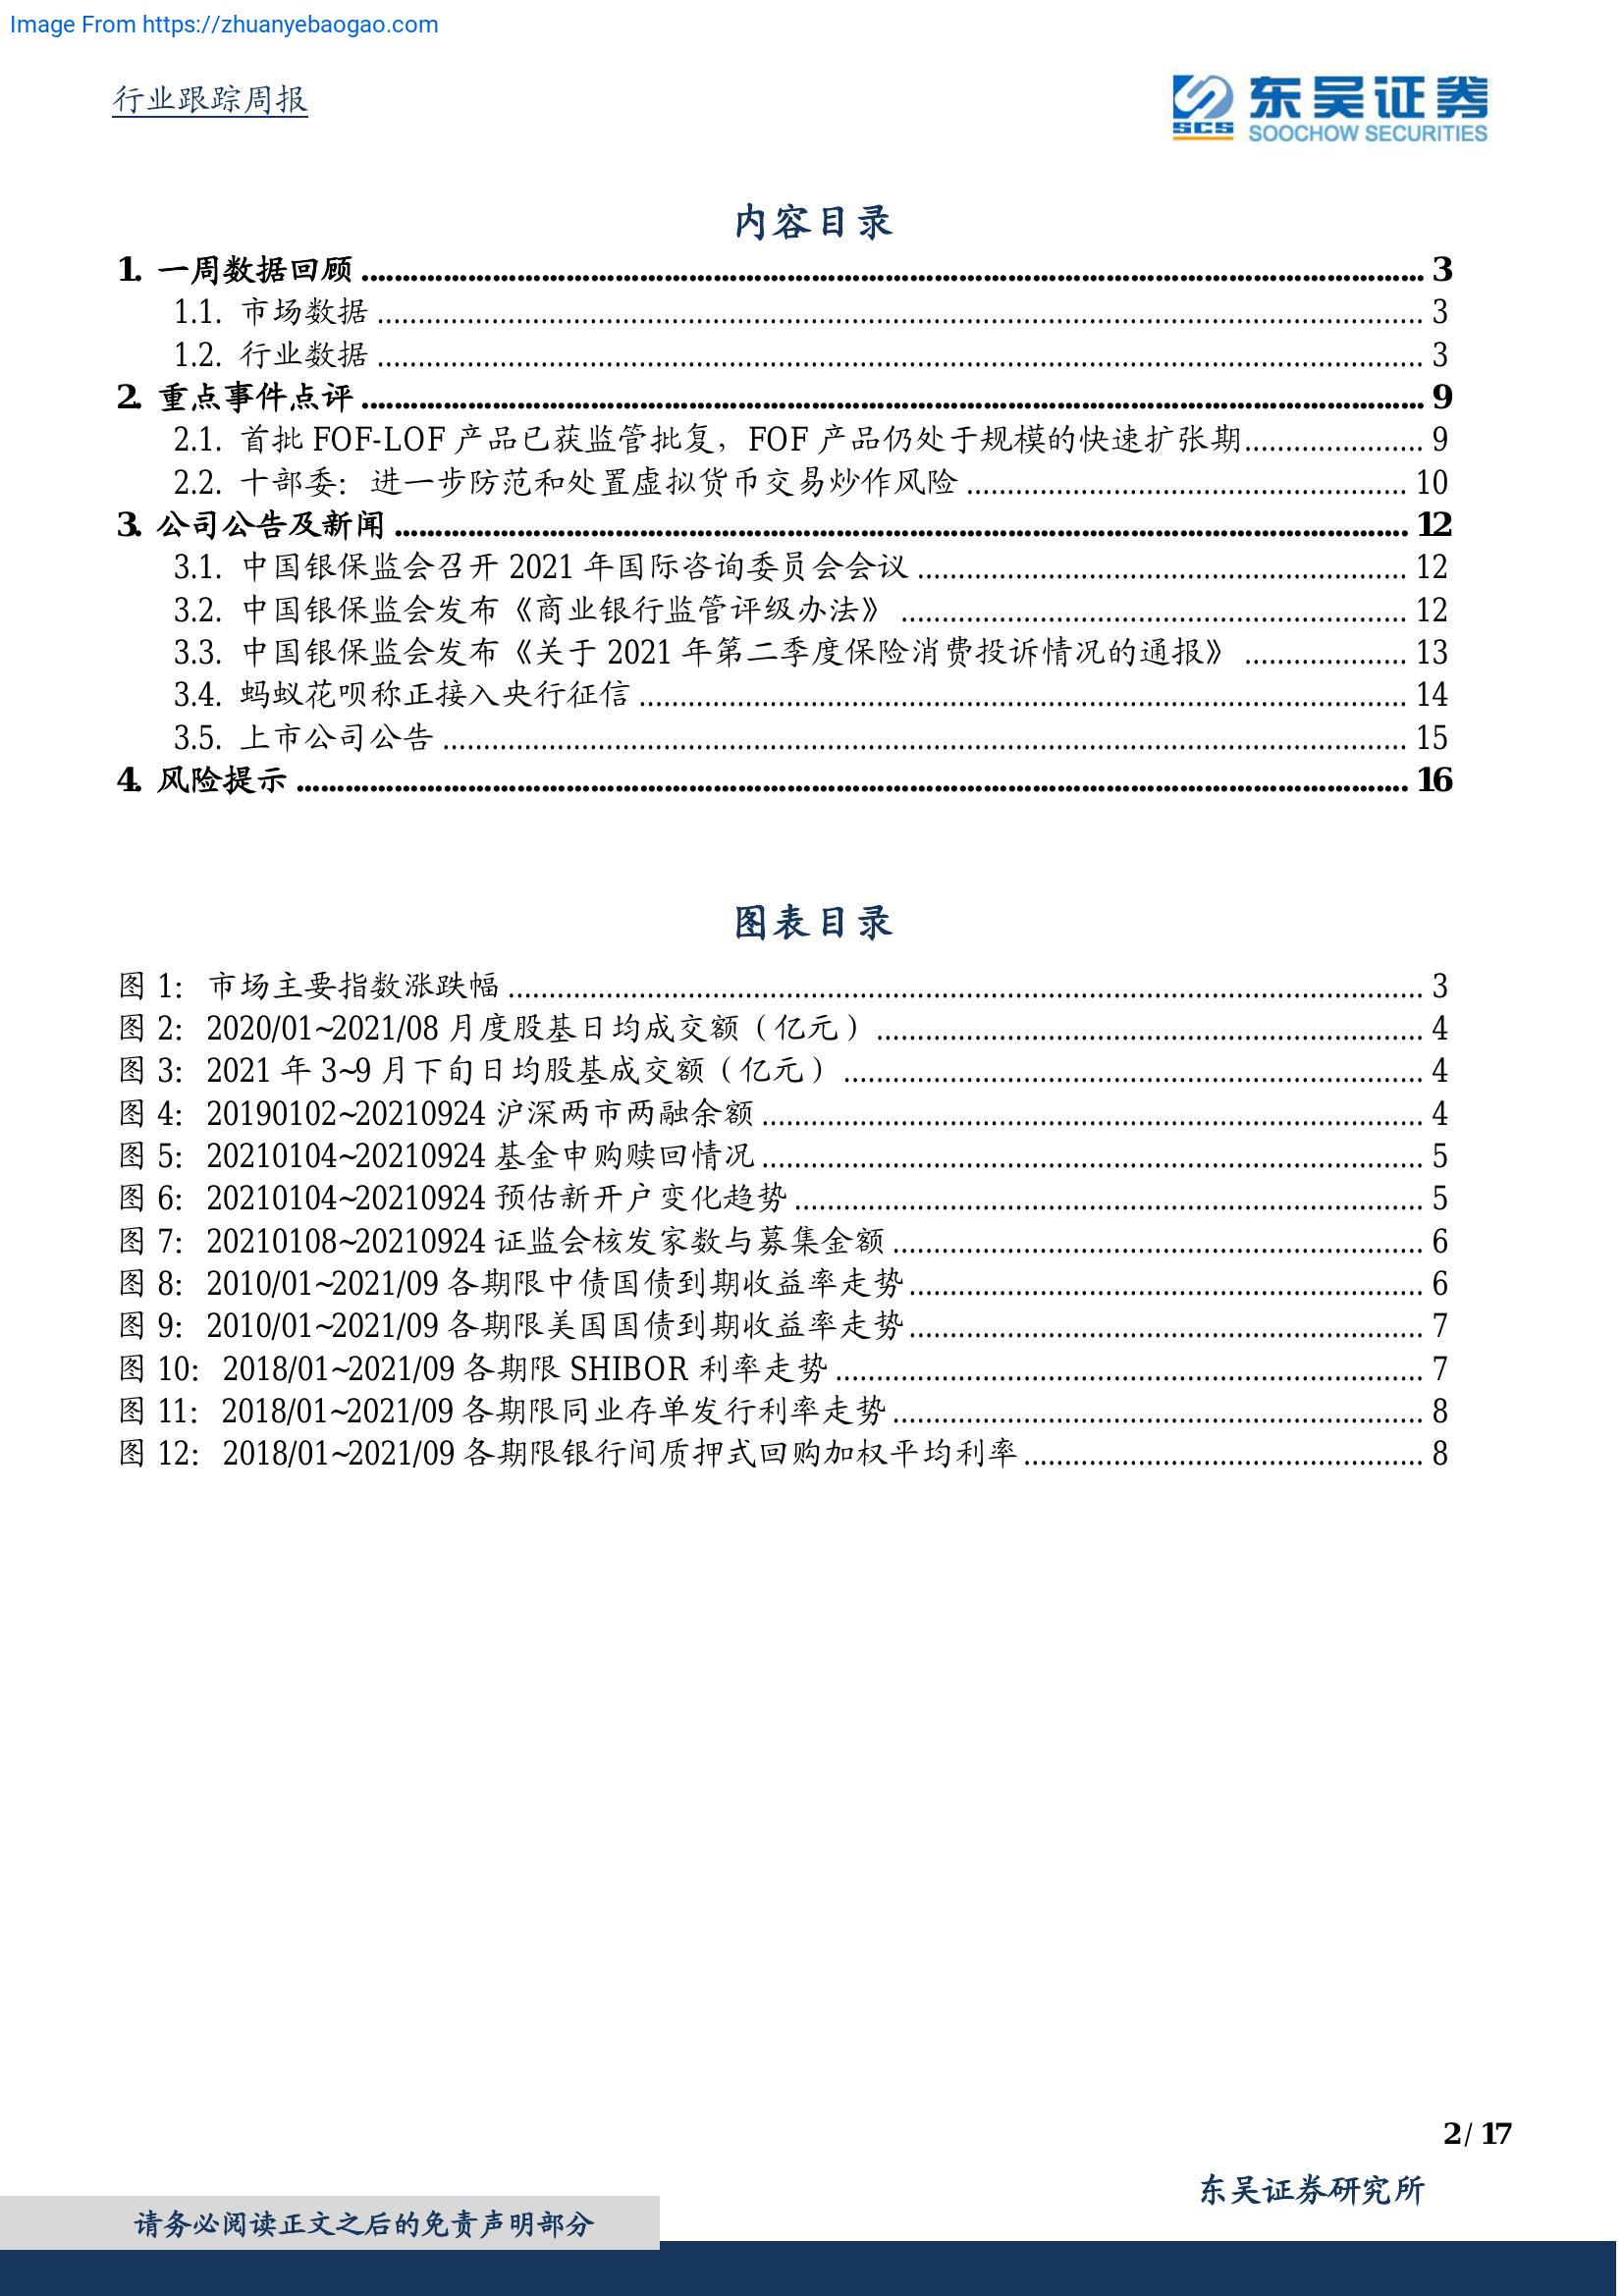 Image From https://zhuanyebaogao.com
行业跟踪周报
SCS 东吴证券
SOOCHOW SECURITIES
内容目录
1. 一周数据回顾 ........ 3
1.1. 市场数据 ........ 3
1.2. 行业数据 ........ 3
2. 重点事件点评 ........ 9
2.1. 首批 FOF-LOF 产品已获监管批复，FOF 产品仍处于规模的快速扩张期 ........ 9
2.2. 十部委：进一步防范和处置虚拟货币交易炒作风险 ........ 10
3. 公司公告及新闻 ........ 12
3.1. 中国银保监会召开 2021 年国际咨询委员会会议 ........ 12
3.2. 中国银保监会发布《商业银行监管评级办法》 ........ 12
3.3. 中国银保监会发布《关于 2021 年第二季度保险消费投诉情况的通报》 ........ 13
3.4. 蚂蚁花呗称正接入央行征信 ........ 14
3.5. 上市公司公告 ........ 15
4. 风险提示 ........ 16
图表目录
图 1：市场主要指数涨跌幅 ........ 3
图 2：2020/01~2021/08 月度股基日均成交额（亿元） ........ 4
图 3：2021 年 3~9 月下旬日均股基成交额（亿元） ........ 4
图 4：20190102~20210924 沪深两市两融余额 ........ 4
图 5：20210104~20210924 基金申购赎回情况 ........ 5
图 6：20210104~20210924 预估新开户变化趋势 ........ 5
图 7：20210108~20210924 证监会核发家数与募集金额 ........ 6
图 8：2010/01~2021/09 各期限中债国债到期收益率走势 ........ 6
图 9：2010/01~2021/09 各期限美国国债到期收益率走势 ........ 7
图 10：2018/01~2021/09 各期限 SHIBOR 利率走势 ........ 7
图 11：2018/01~2021/09 各期限同业存单发行利率走势 ........ 8
图 12：2018/01~2021/09 各期限银行间质押式回购加权平均利率 ........ 8
2 / 17
东吴证券研究所
请务必阅读正文之后的免责声明部分